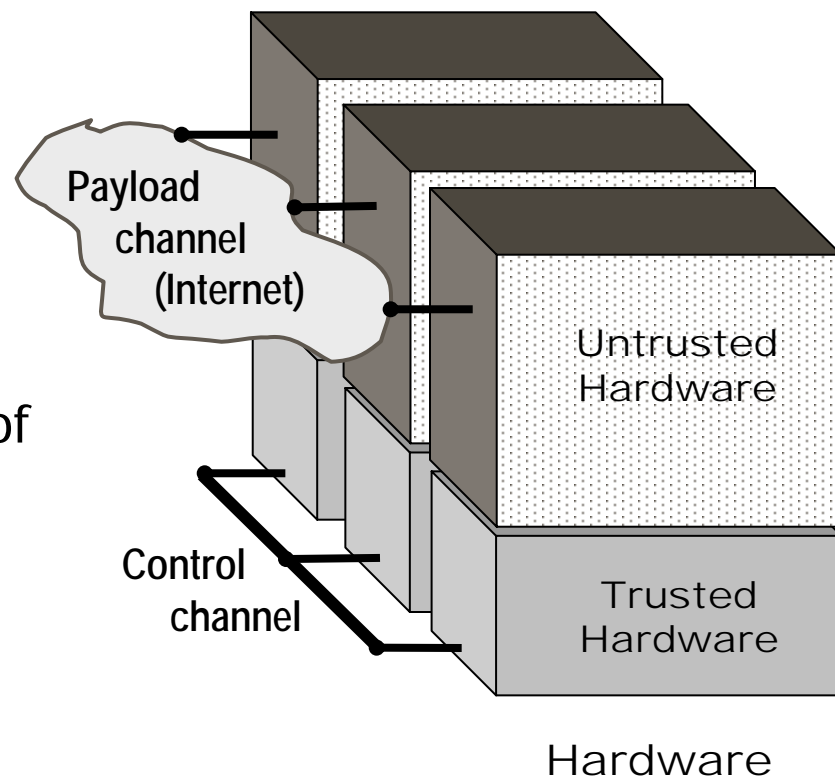 Payload
channel
(Internet)
Untrusted
Hardware
of
Control
channel
Trusted
Hardware
Hardware